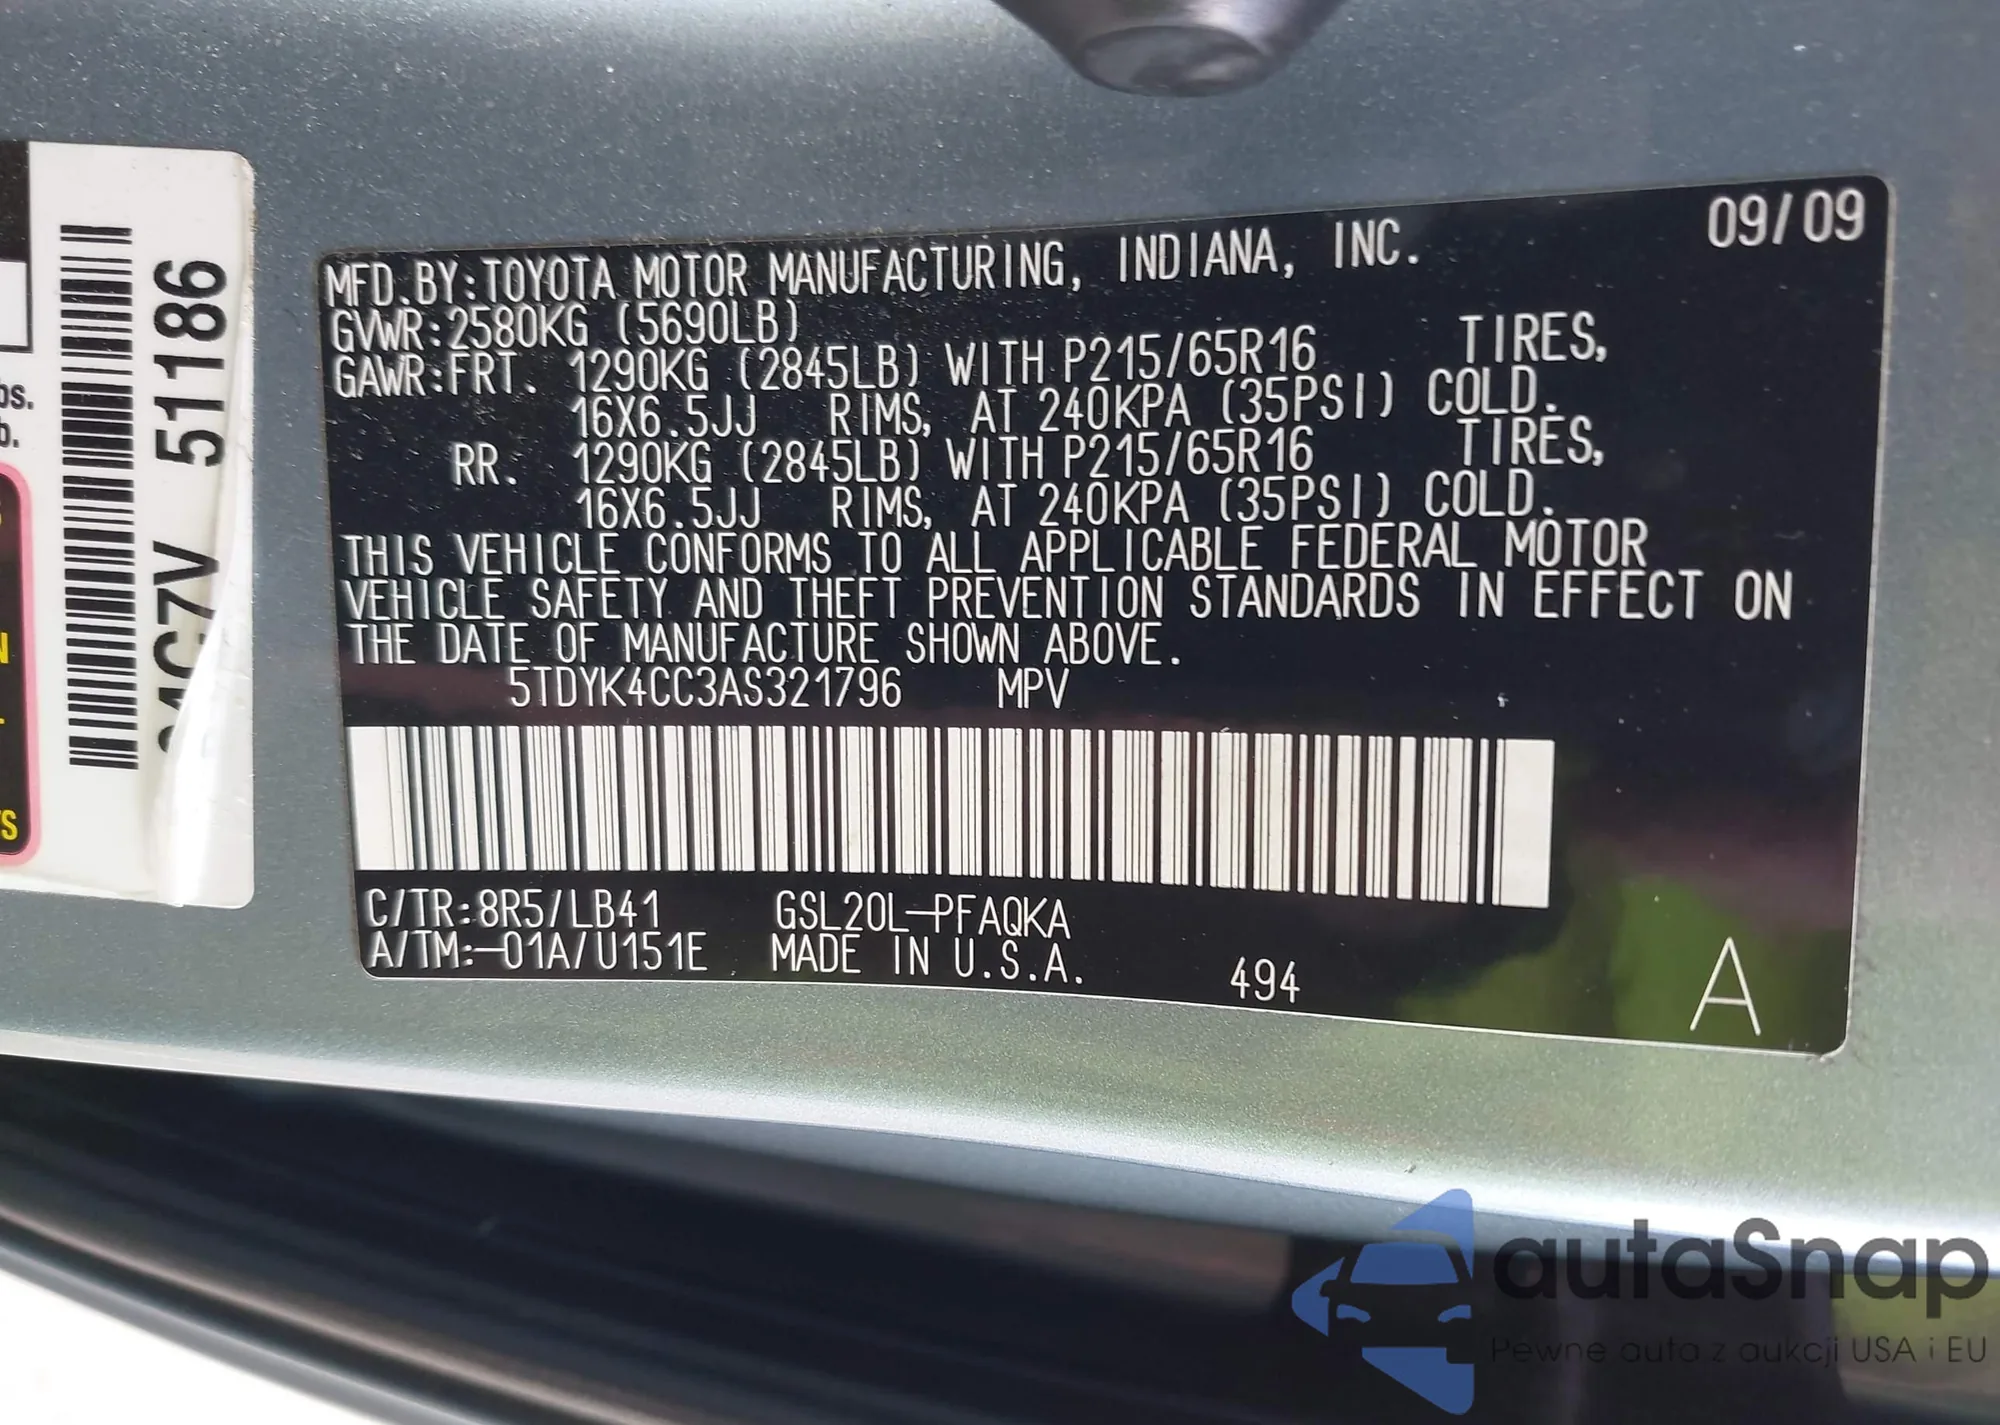 09/09
MFD.BY:TOYOTA MOTOR MANUFACTURING, INDIANA, INC.
GVWR:2580KG (5690LB)
GAWR:FRT. 1290KG (2845LB) WITH P215/65R16 TIRES,
16X6.5JJ RIMS, AT 240KPA (35PSI) COLD.
RR. 1290KG (2845LB) WITH P215/65R16 TIRES,
16X6.5JJ RIMS, AT 240KPA (35PSI) COLD.
THIS VEHICLE CONFORMS TO ALL APPLICABLE FEDERAL MOTOR
VEHICLE SAFETY AND THEFT PREVENTION STANDARDS IN EFFECT ON
THE DATE OF MANUFACTURE SHOWN ABOVE.
5TDYK4CC3AS321796 MPV
C/TR:8R5/LB41 GSL20L-PFAQKA
A/TM:-01A/U151E MADE IN U.S.A. 494 A
51186
autaSnap
Pewne auta z aukcji USA i EU